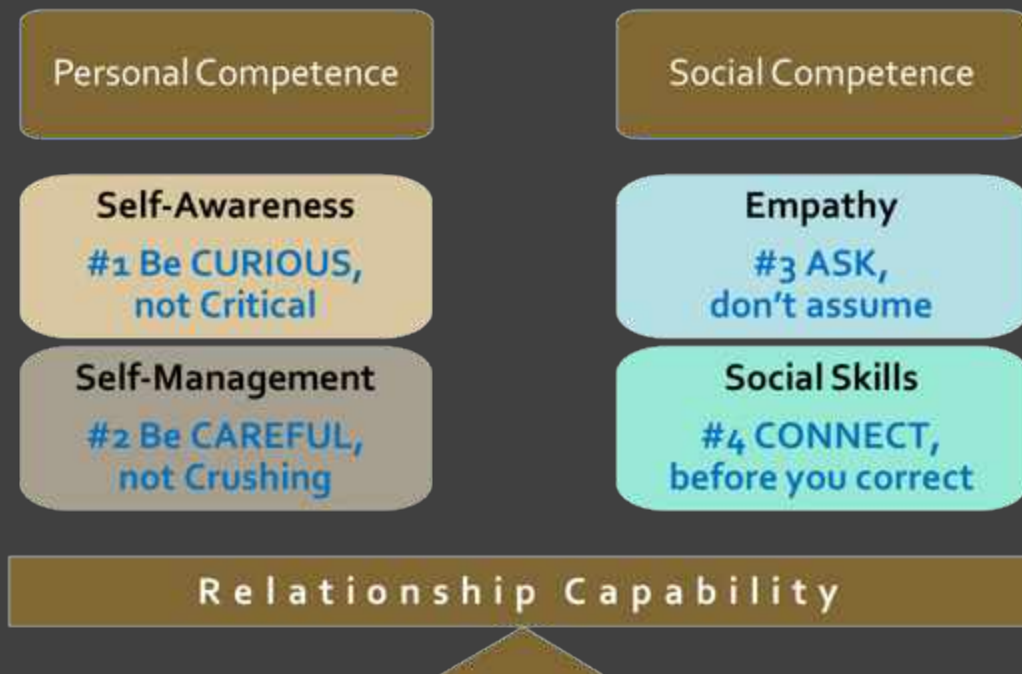 Personal Competence
Social Competence
Self-Awareness
#1 Be CURIOUS,
not Critical
Empathy
#3 ASK,
don't assume
Self-Management
#2 Be CAREFUL,
not Crushing
Social Skills
#4 CONNECT,
before you correct
Relationship Capability